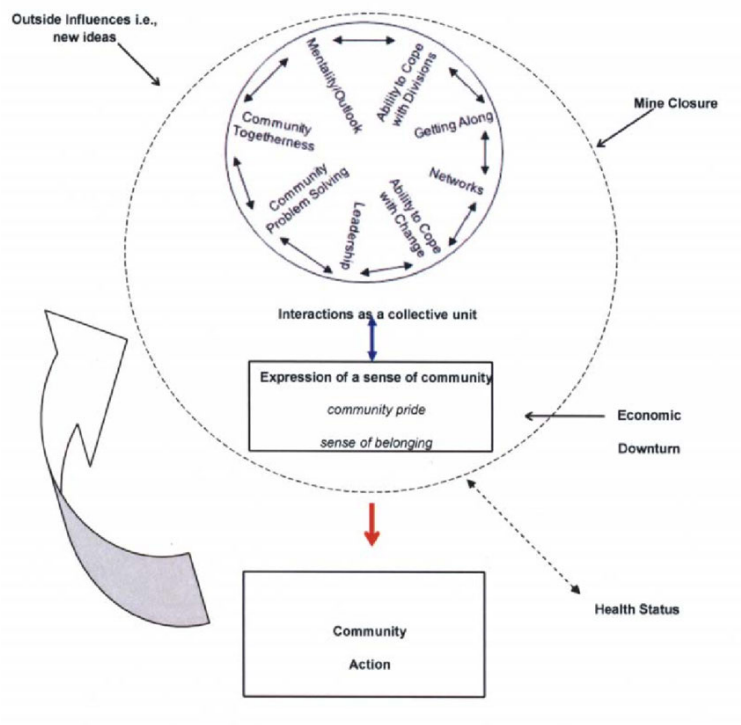 Outside Influences i.e.,
new ideas
Mentality/Outlook
Ability to Cope
with Divisions
Getting Along
Networks
Ability to Cope
with Change
Leadership
Community
Problem Solving
Community
Togetherness
Mine Closure
Interactions as a collective unit
Expression of a sense of community
community pride
sense of belonging
Economic
Downturn
Health Status
Community
Action